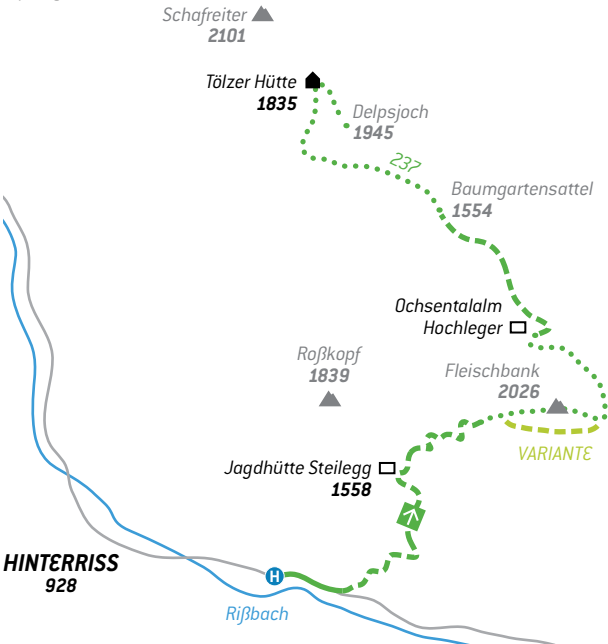 Schafreiter
2101
Tölzer Hütte
1835
Delpsjoch
1945
237
Baumgartensattel
1554
Ochsentalalm
Hochleger
Roßkopf
1839
Fleischbank
2026
VARIANTE
Jagdhütte Steilegg
1558
HINTERRISS
928
H
Rißbach